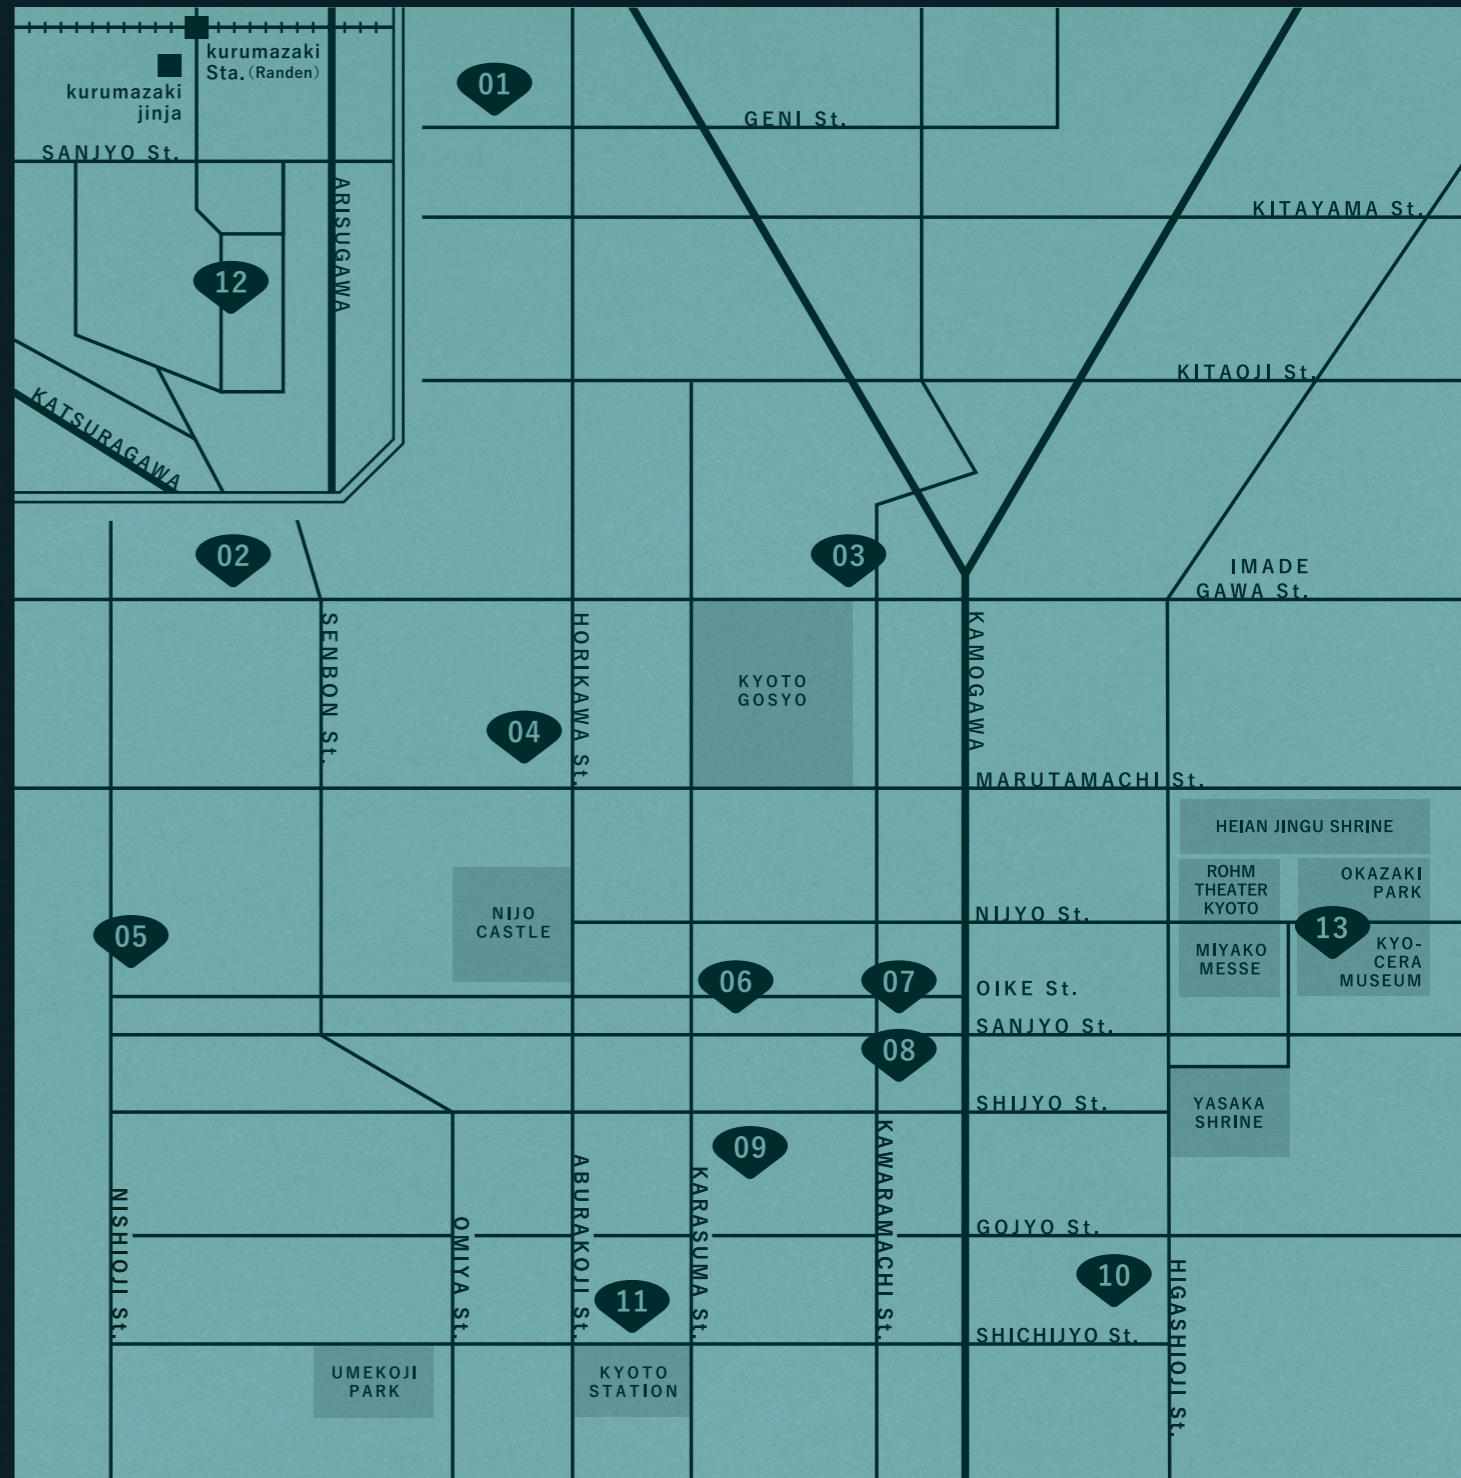 kurumazaki
Sta.(Randen)
kurumazaki
jinja
SANJYO St.
ARISUGAWA
12
KATSURAGAWA
01
GENI St.
KITAYAMA St.
KITAOJI St.
02
03
IMADE
GAWA St.
SENBON St.
HORIKAWA St.
KYOTO
GOSYO
KAMOGAWA
04
MARUTAMACHI St.
HEIAN JINGU SHRINE
ROHM
THEATER
KYOTO
OKAZAKI
PARK
NIJO
CASTLE
NIJYO St.
05
13
MIYAKO
MESSE
KYO-
CERA
MUSEUM
06
07
OIKE St.
SANJYO St.
08
SHIJYO St.
YASAKA
SHRINE
09
NISHIOJI St.
OMIYA St.
ABURAKOJI St.
KARASUMA St.
KAWARAMACHI St.
GOJYO St.
10
HIGASHIOJI St.
11
SHICHIJYO St.
UMEKOJI
PARK
KYOTO
STATION